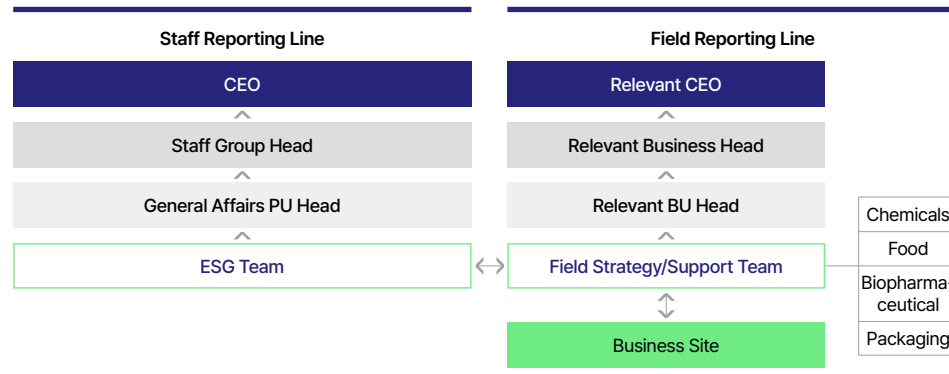 Staff Reporting Line
CEO
Staff Group Head
General Affairs PU Head
ESG Team
Field Reporting Line
Relevant CEO
Relevant Business Head
Relevant BU Head
Field Strategy/Support Team
Business Site
Chemicals
Food
Biopharma-
ceutical
Packaging